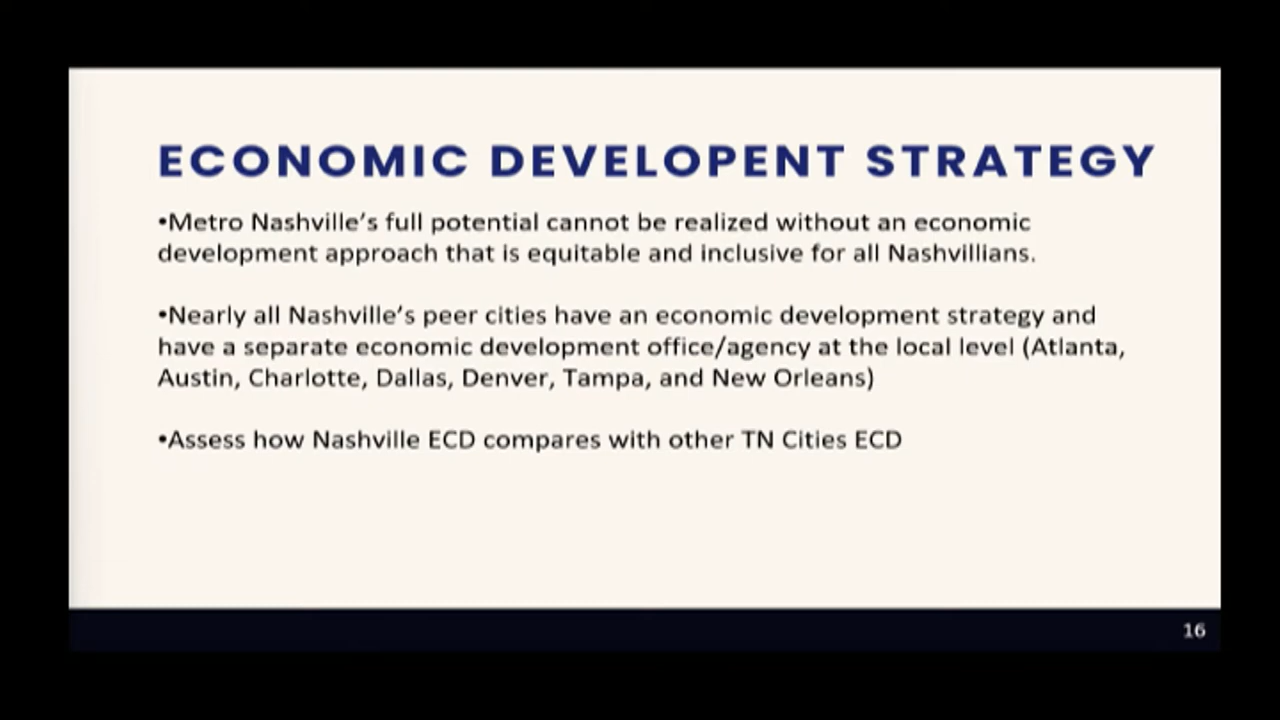 ECONOMIC DEVELOPENT STRATEGY
•Metro Nashville’s full potential cannot be realized without an economic
development approach that is equitable and inclusive for all Nashvillians.
•Nearly all Nashville’s peer cities have an economic development strategy and
have a separate economic development office/agency at the local level (Atlanta,
Austin, Charlotte, Dallas, Denver, Tampa, and New Orleans)
•Assess how Nashville ECD compares with other TN Cities ECD
16